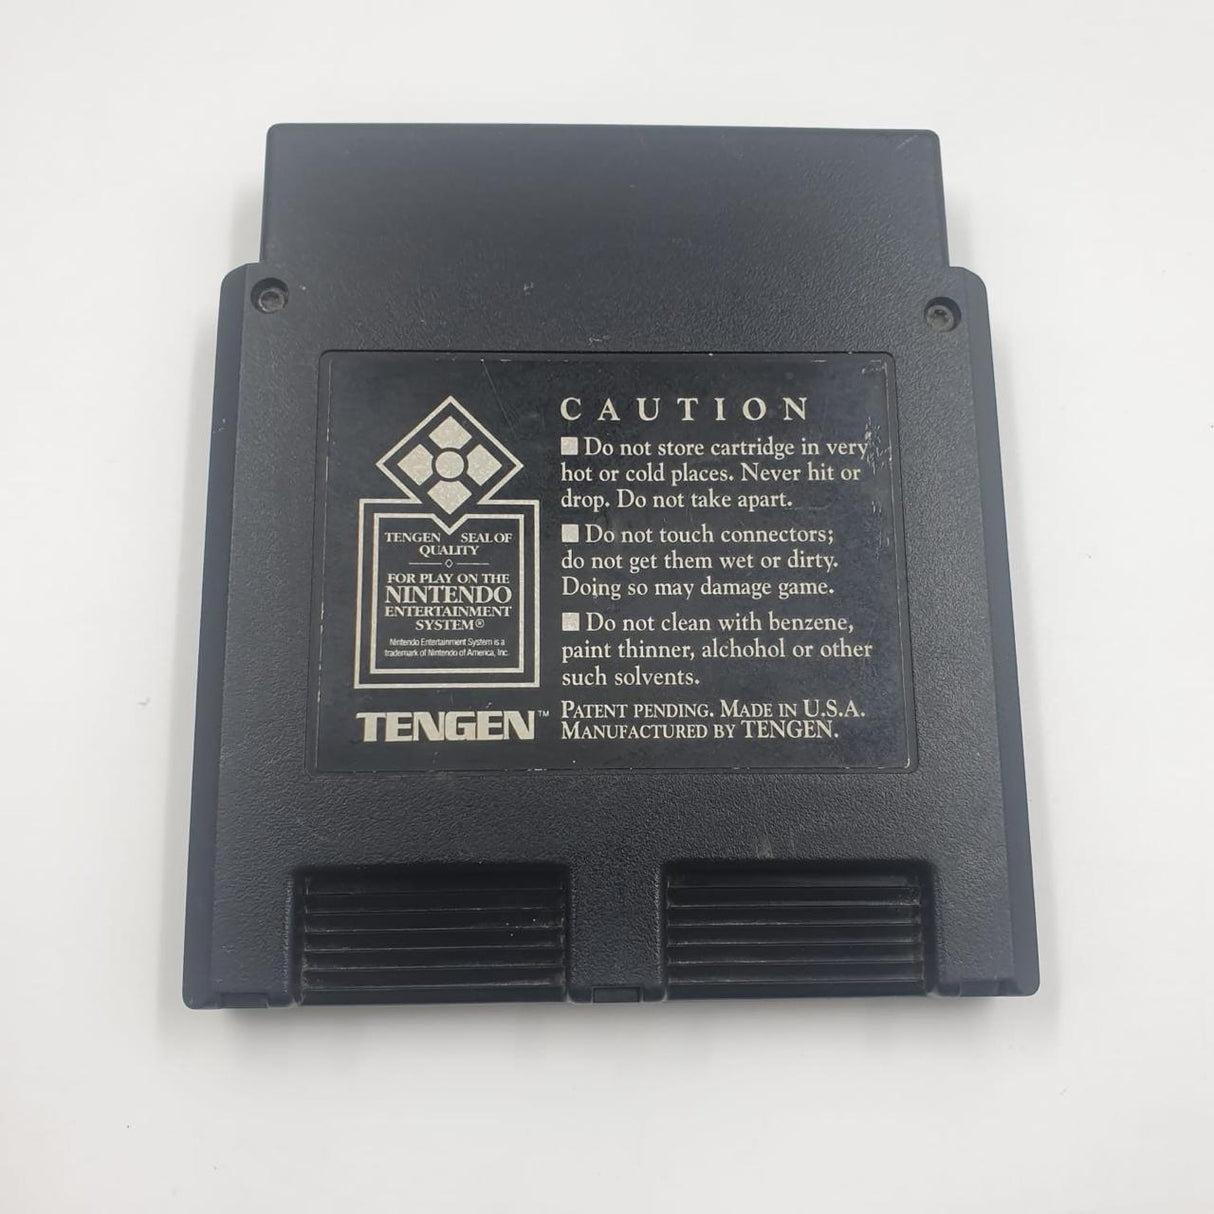 CAUTION
■ Do not store cartridge in very
hot or cold places. Never hit or
drop. Do not take apart.
■ Do not touch connectors;
do not get them wet or dirty.
Doing so may damage game.
■ Do not clean with benzene,
paint thinner, alchohol or other
such solvents.
PATENT PENDING. MADE IN U.S.A.
MANUFACTURED BY TENGEN.
TENGEN SEAL OF
QUALITY
FOR PLAY ON THE
NINTENDO
ENTERTAINMENT
SYSTEM®
Nintendo Entertainment System is a
trademark of Nintendo of America, Inc.
TENGEN™